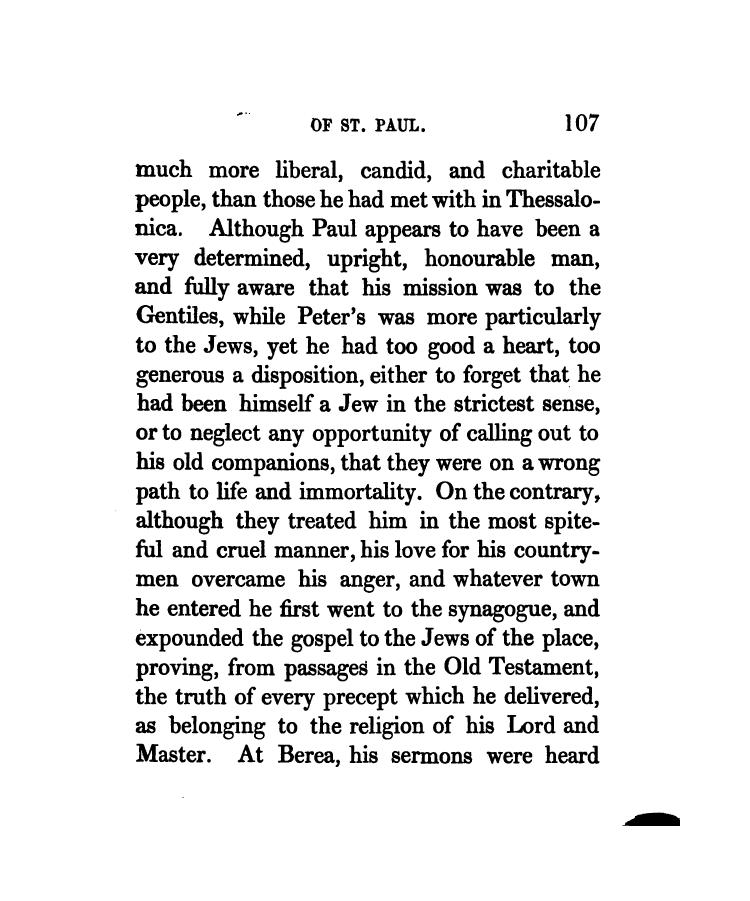 OF ST. PAUL. 107
much more liberal, candid, and charitable
people, than those he had met with in Thessalo-
nica. Although Paul appears to have been a
very determined, upright, honourable man,
and fully aware that his mission was to the
Gentiles, while Peter's was more particularly
to the Jews, yet he had too good a heart, too
generous a disposition, either to forget that he
had been himself a Jew in the strictest sense,
or to neglect any opportunity of calling out to
his old companions, that they were on a wrong
path to life and immortality. On the contrary,
although they treated him in the most spite-
ful and cruel manner, his love for his country-
men overcame his anger, and whatever town
he entered he first went to the synagogue, and
expounded the gospel to the Jews of the place,
proving, from passages in the Old Testament,
the truth of every precept which he delivered,
as belonging to the religion of his Lord and
Master. At Berea, his sermons were heard